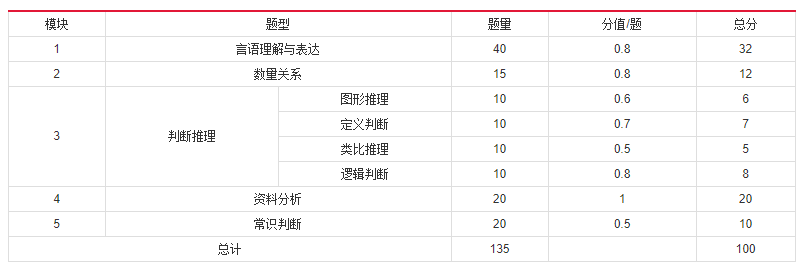 模块 题型 题量 分值/题 总分
1 言语理解与表达 40 0.8 32
2 数量关系 15 0.8 12
图形推理 10 0.6 6
定义判断 10 0.7 7
3 判断推理
类比推理 10 0.5 5
逻辑判断 10 0.8 8
4 资料分析 20 1 20
5 常识判断 20 0.5 10
总计 135 100